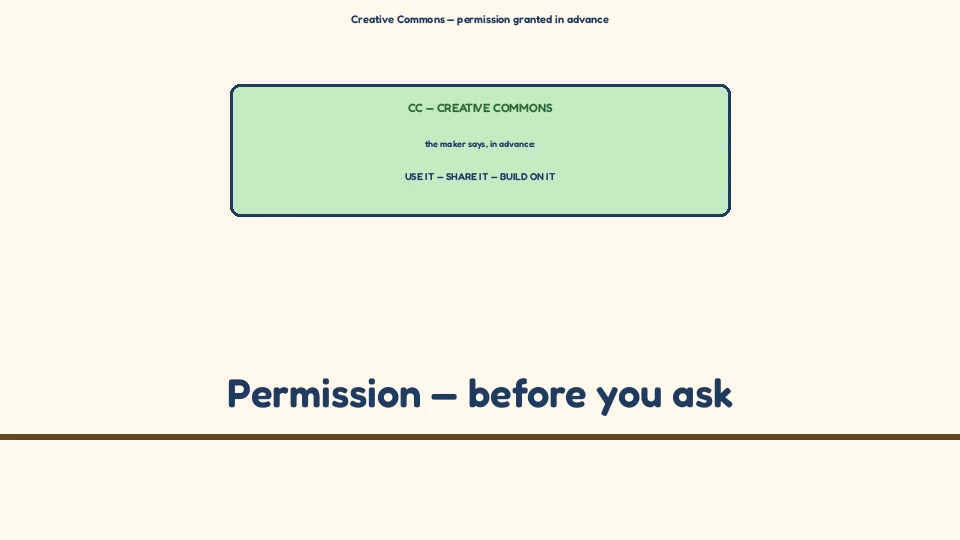 Creative Commons — permission granted in advance
CC — CREATIVE COMMONS
the maker says, in advance:
USE IT — SHARE IT — BUILD ON IT
Permission — before you ask